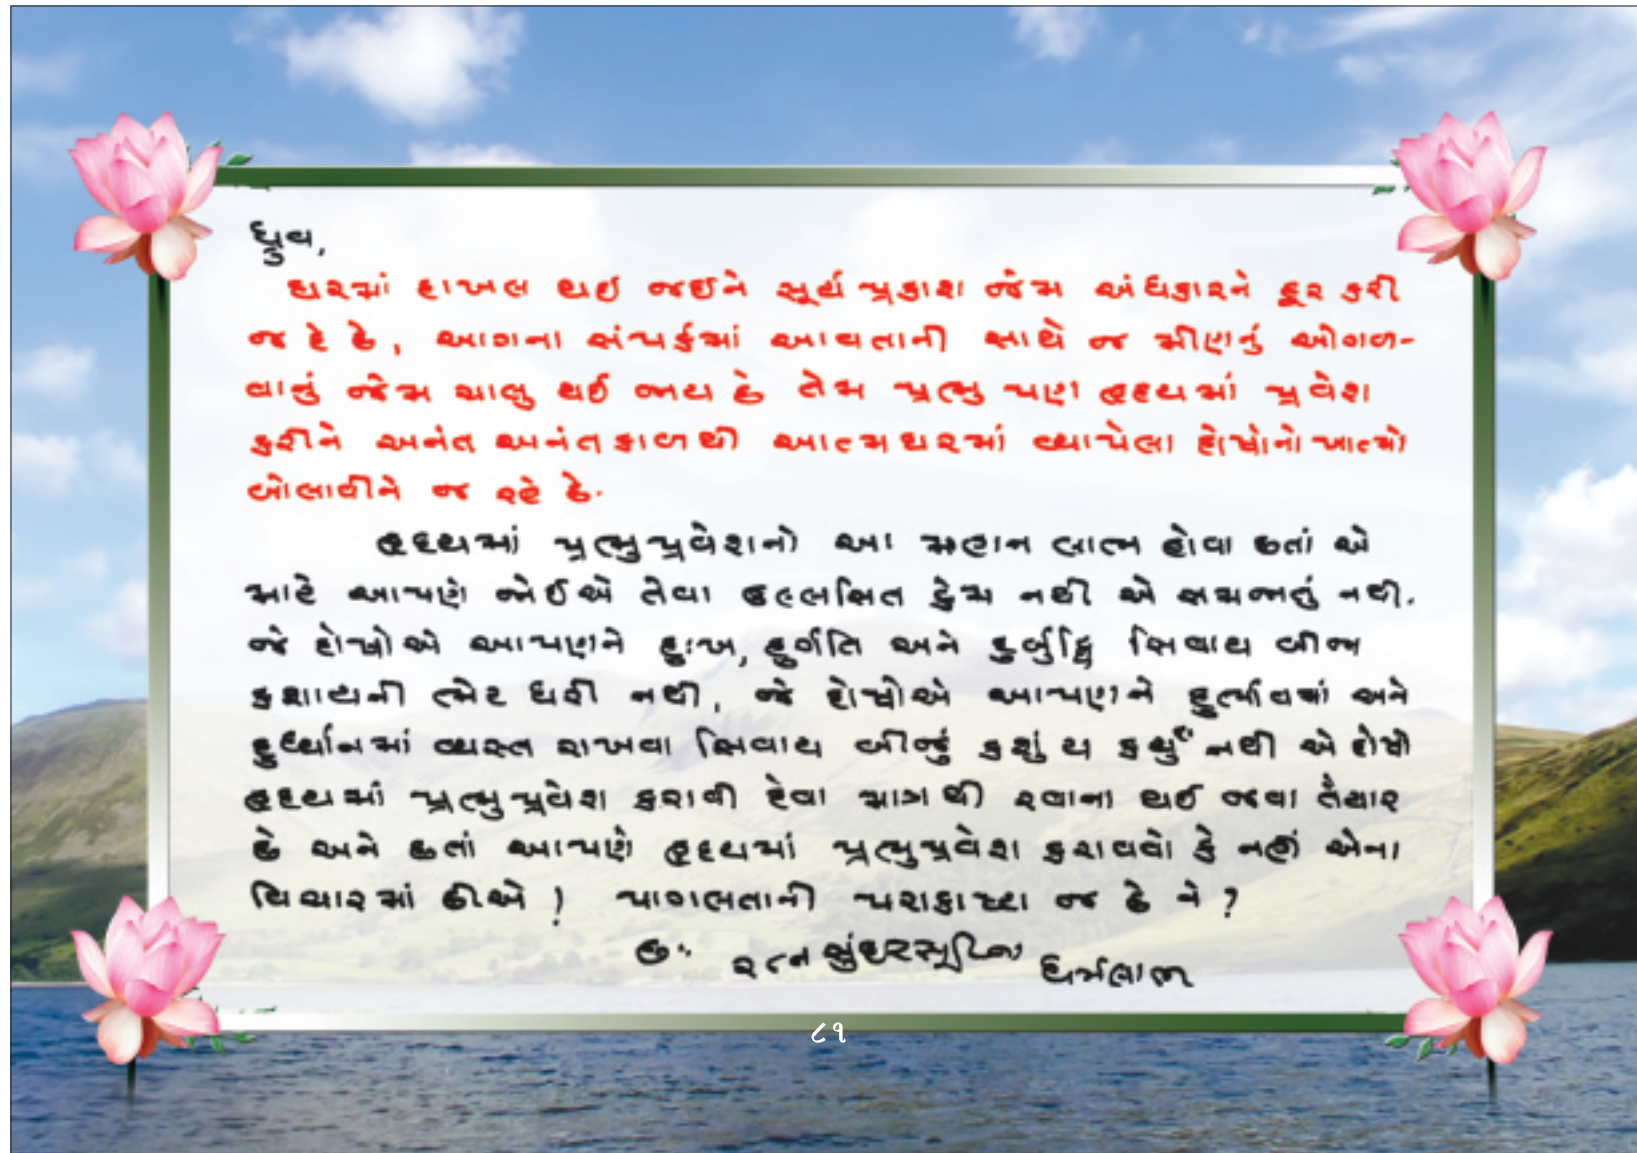 ધ્રુવ,
ઘરમાં દાખલ થઈ જઈને સૂર્ય પ્રકાશ જેમ અંધકારને દૂર કરી
જ દે છે, આગના સંપર્કમાં આવતાની સાથે જ મીણનું ઓગળ-
વાનું જેમ ચાલુ થઈ જાય છે તેમ પ્રભુ પણ હૃદયમાં પ્રવેશ
કરીને અનંત અનંતકાળથી આત્મઘરમાં વ્યાપેલા દોષોનો ખાત્મો
બોલાવીને જ રહે છે.
હૃદયમાં પ્રભુપ્રવેશનો આ મહાન લાભ હોવા છતાં એ
માટે આપણે જોઈએ તેવા ઉલ્લસિત કેમ નથી એ સમજાતું નથી.
જે દોષોએ આપણને દુઃખ, દુર્ગતિ અને દુર્બુદ્ધિ સિવાય બીજા
કશાયની ભેટ ધરી નથી, જે દોષોએ આપણને દુર્ભાવમાં અને
દુર્ધ્યાનમાં વ્યસ્ત રાખવા સિવાય બીજું કશું ય કર્યું નથી એ દોષો
હૃદયમાં પ્રભુપ્રવેશ કરાવી દેવા માત્રથી રવાના થઈ જવા તૈયાર
છે અને છતાં આપણે હૃદયમાં પ્રભુપ્રવેશ કરાવવો કે નહીં એના
વિચારમાં છીએ ! પાગલતાની પરાકાષ્ઠા જ છે ને ?
રત્નસુંદરસૂરિના ધર્મલાભ
૮૧